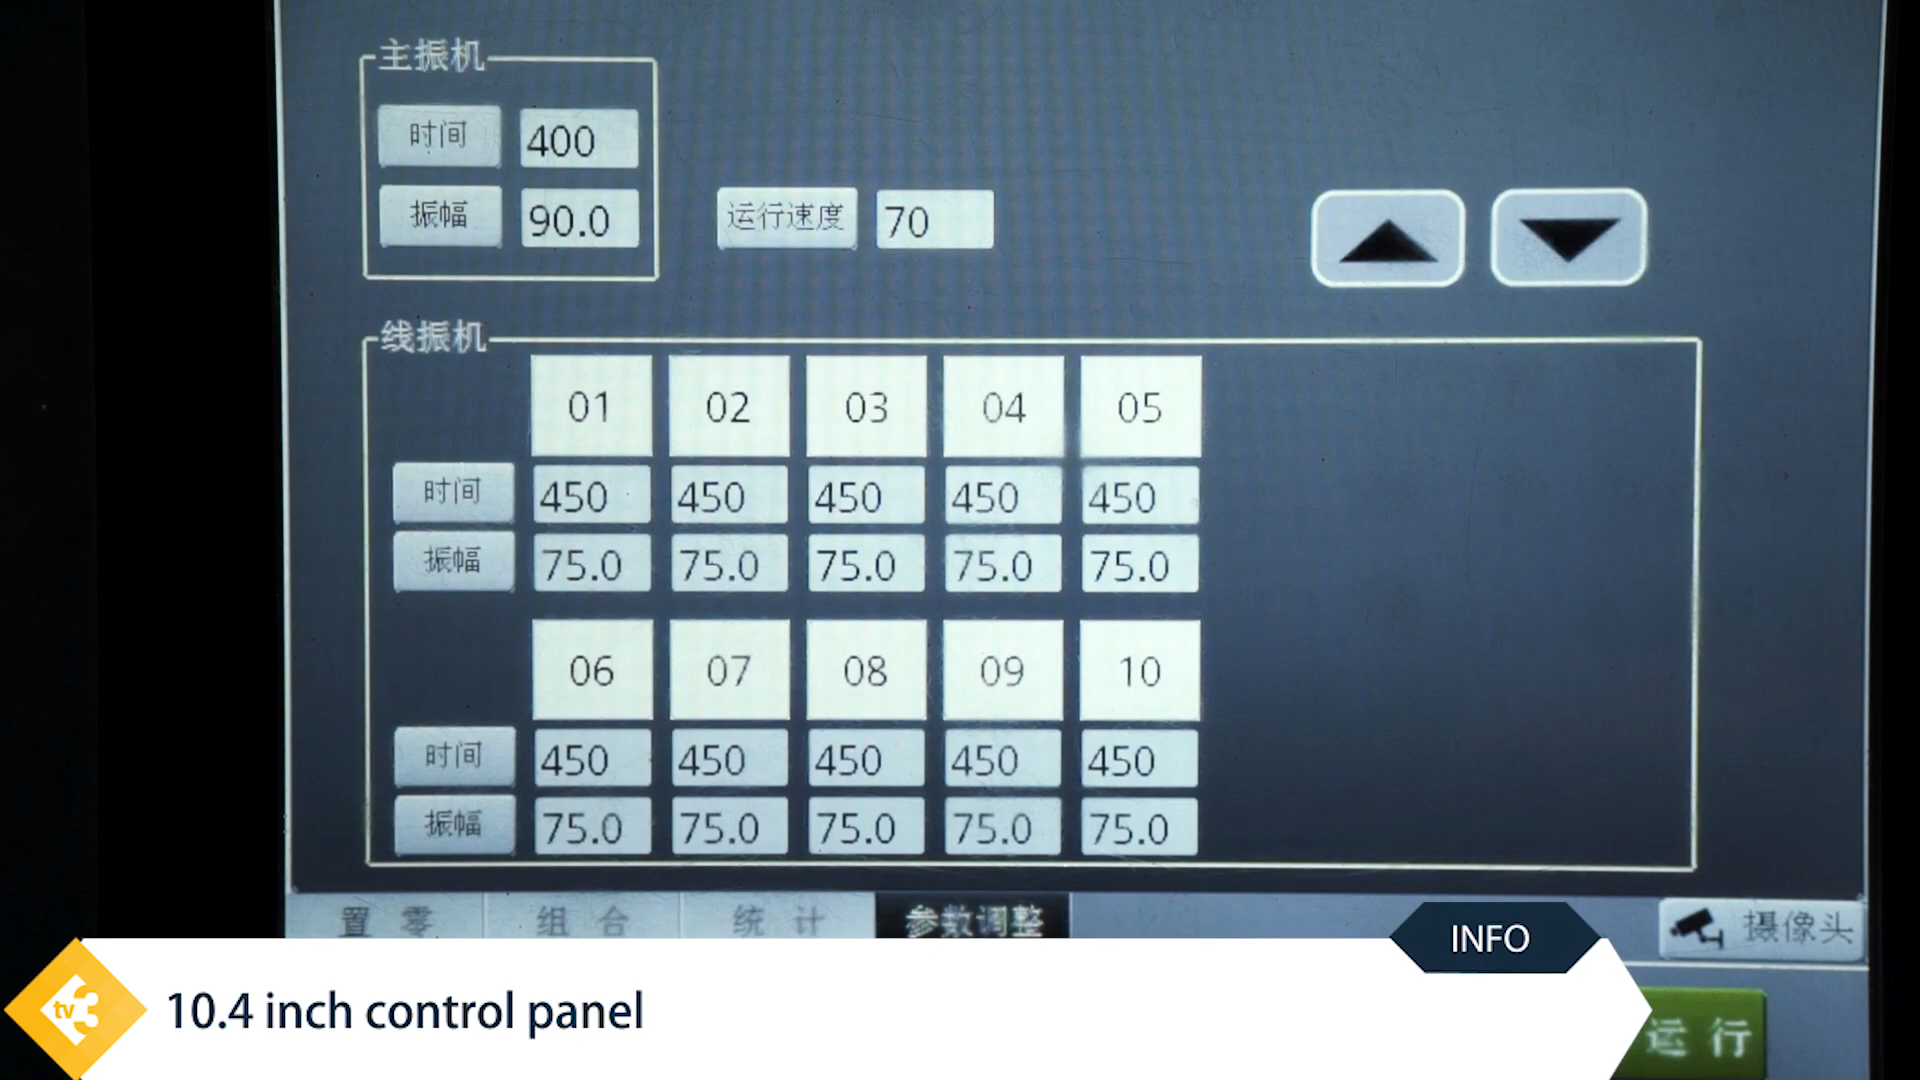 主振机
时间 400
振幅 90.0 运行速度 70
线振机
01 02 03 04 05
时间 450 450 450 450 450
振幅 75.0 75.0 75.0 75.0 75.0
06 07 08 09 10
时间 450 450 450 450 450
振幅 75.0 75.0 75.0 75.0 75.0
置零 组合 统计 参数调整 摄像头
INFO
tv3 10.4 inch control panel
运行